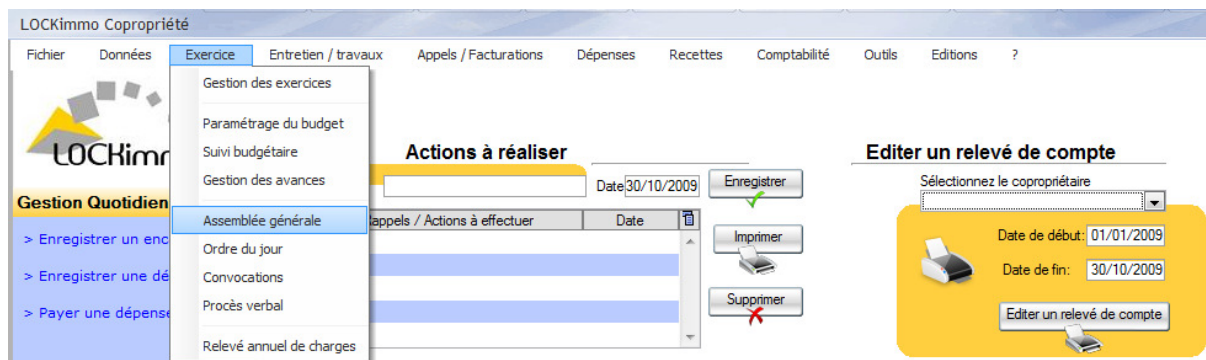 LOCKimmo Copropriété
Fichier Données Exercice Entretien / travaux Appels / Facturations Dépenses Recettes Comptabilité Outils Editions ?
Gestion des exercices
Paramétrage du budget
Suivi budgétaire
Gestion des avances
Assemblée générale
Ordre du jour
Convocations
Procès verbal
Relevé annuel de charges
Gestion Quotidien
> Enregistrer un enc
> Enregistrer une dé
> Payer une dépense
Actions à réaliser
Date 30/10/2009
Enregistrer
/ Actions à effectuer Date
Imprimer
Supprimer
Editer un relevé de compte
Sélectionnez le copropriétaire
Date de début: 01/01/2009
Date de fin: 30/10/2009
Editer un relevé de compte